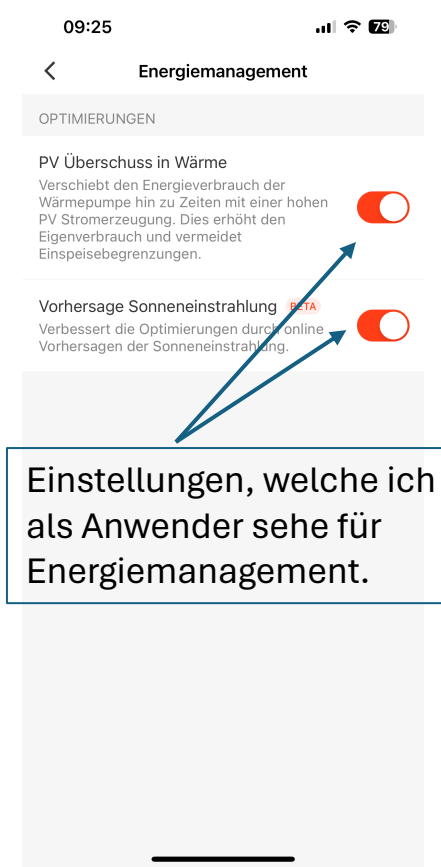 09:25
79
Energiemanagement
OPTIMIERUNGEN
PV Überschuss in Wärme
Verschiebt den Energieverbrauch der
Wärmepumpe hin zu Zeiten mit einer hohen
PV Stromerzeugung. Dies erhöht den
Eigenverbrauch und vermeidet
Einspeisebegrenzungen.
Vorhersage Sonneneinstrahlung BETA
Verbessert die Optimierungen durch online
Vorhersagen der Sonneneinstrahlung.
Einstellungen, welche ich
als Anwender sehe für
Energiemanagement.